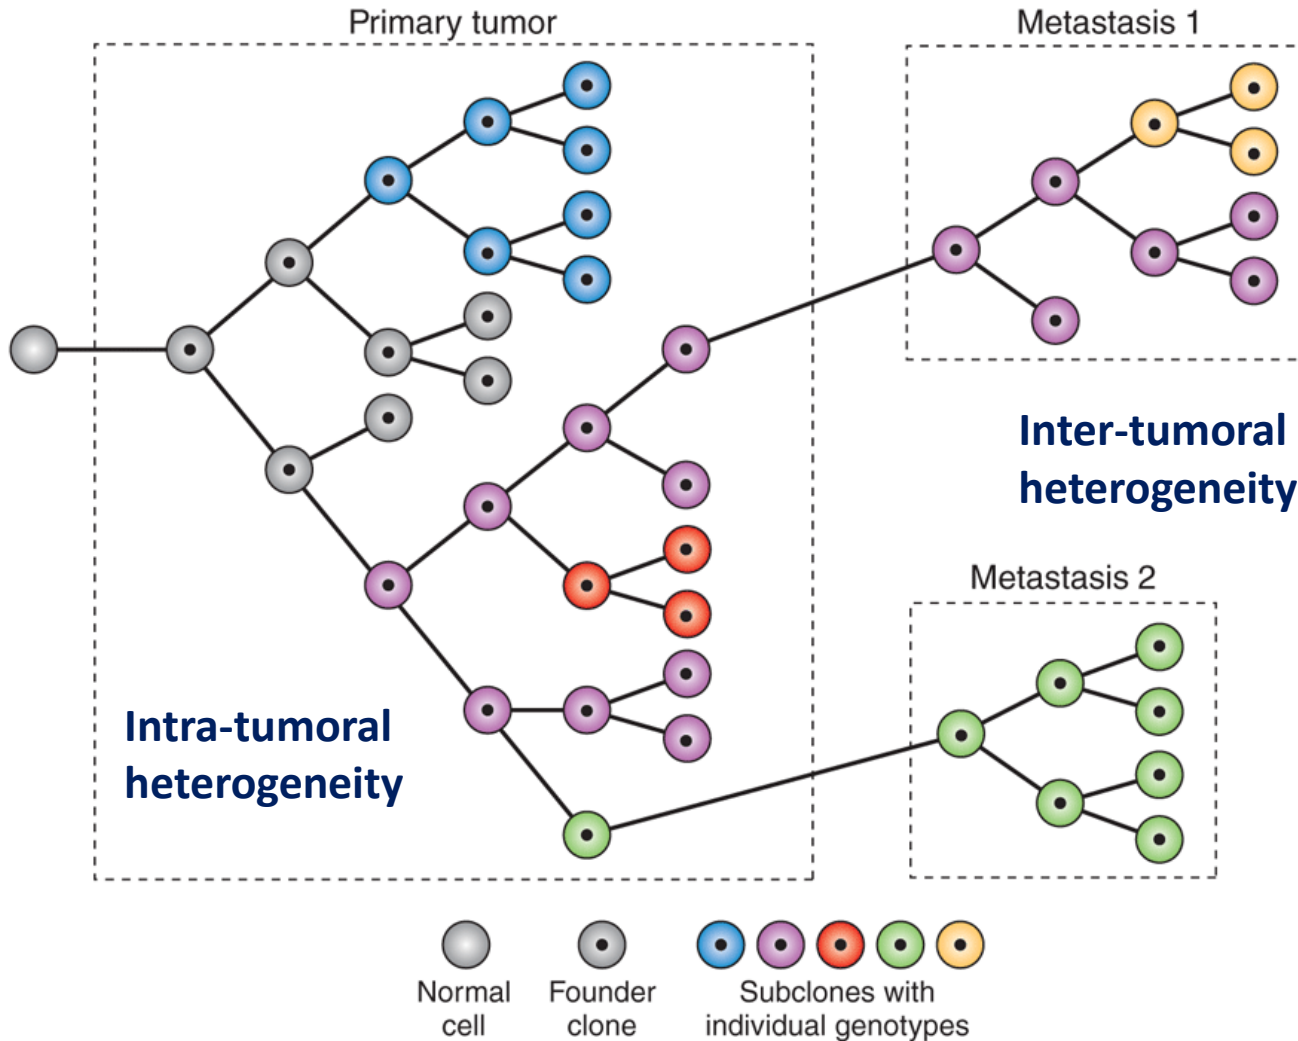 Primary tumor
Metastasis 1
Inter-tumoral
heterogeneity
Metastasis 2
Intra-tumoral
heterogeneity
Normal
cell
Founder
clone
Subclones with
individual genotypes